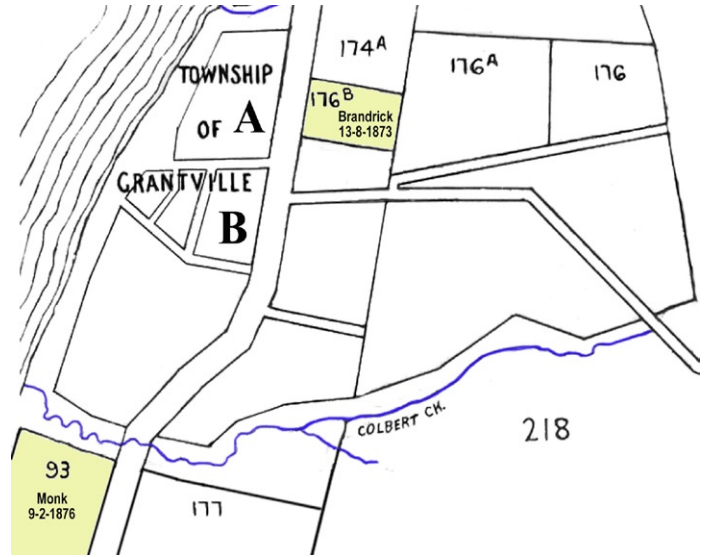 174A
176A
176
TOWNSHIP
OF A
176B
Brandrick
13-8-1873
GRANTVILLE
B
COLBERT CK.
218
93
Monk
9-2-1876
177